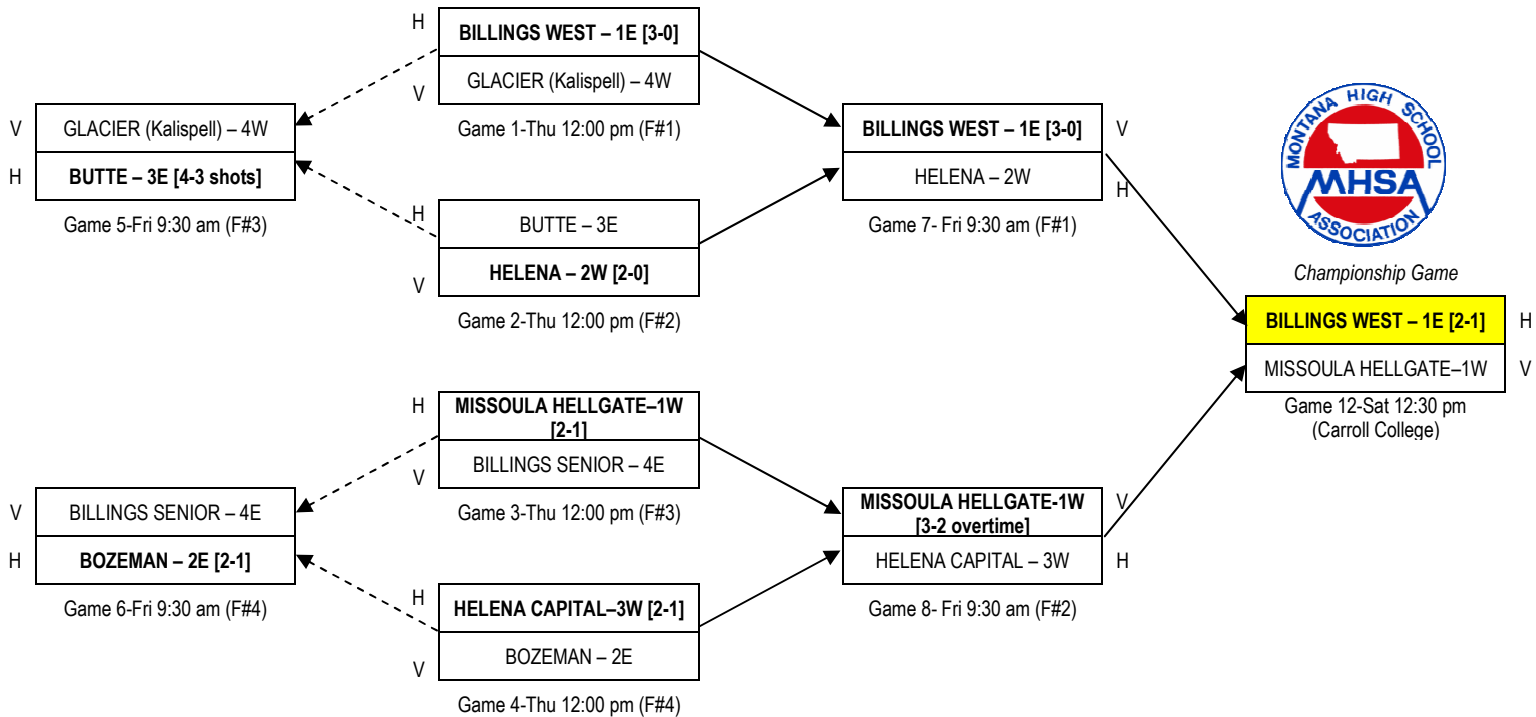 H
BILLINGS WEST – 1E [3-0]
V
GLACIER (Kalispell) – 4W
Game 1-Thu 12:00 pm (F#1)
V
GLACIER (Kalispell) – 4W
H
BUTTE – 3E [4-3 shots]
Game 5-Fri 9:30 am (F#3)
H
BUTTE – 3E
V
HELENA – 2W [2-0]
Game 2-Thu 12:00 pm (F#2)
BILLINGS WEST – 1E [3-0]
V
HELENA – 2W
H
Game 7- Fri 9:30 am (F#1)
MONTANA HIGH SCHOOL
MHSA
ASSOCIATION
Championship Game
BILLINGS WEST – 1E [2-1]
H
MISSOULA HELLGATE–1W
V
Game 12-Sat 12:30 pm
(Carroll College)
H
MISSOULA HELLGATE–1W
[2-1]
V
BILLINGS SENIOR – 4E
Game 3-Thu 12:00 pm (F#3)
V
BILLINGS SENIOR – 4E
H
BOZEMAN – 2E [2-1]
Game 6-Fri 9:30 am (F#4)
H
HELENA CAPITAL–3W [2-1]
V
BOZEMAN – 2E
Game 4-Thu 12:00 pm (F#4)
MISSOULA HELLGATE-1W
[3-2 overtime]
V
HELENA CAPITAL – 3W
H
Game 8- Fri 9:30 am (F#2)